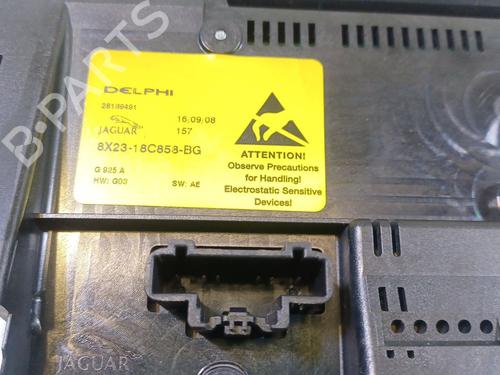 DELPHI
28189491
16.09.08
JAGUAR 157
8X23-18C858-BG
G 925 A
HW: G03 SW: AE
ATTENTION!
Observe Precautions
for Handling!
Electrostatic Sensitive
Devices!
JAGUAR
B-PARTS